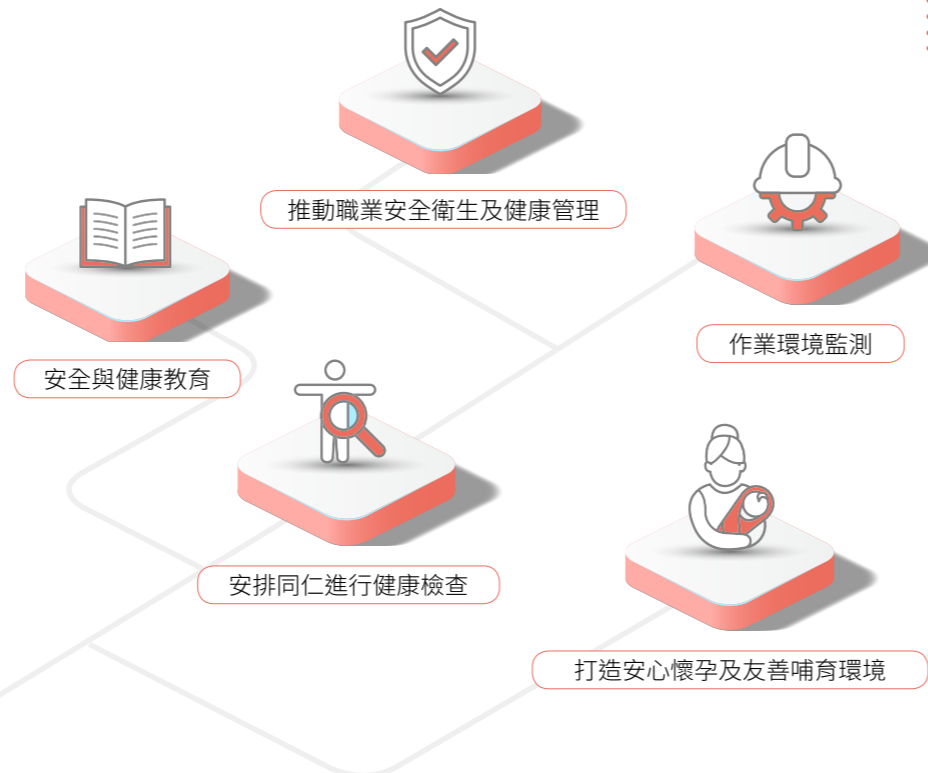 推動職業安全衛生及健康管理
作業環境監測
安全與健康教育
安排同仁進行健康檢查
打造安心懷孕及友善哺育環境